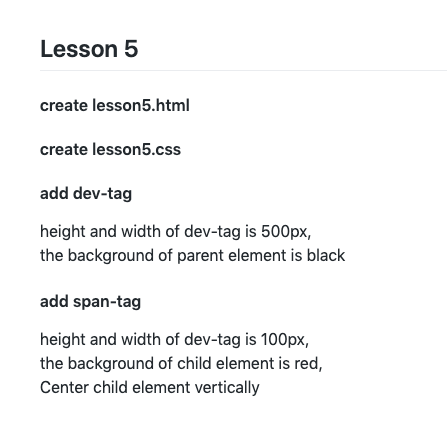 Lesson 5
create lesson5.html
create lesson5.css
add dev-tag
height and width of dev-tag is 500px,
the background of parent element is black
add span-tag
height and width of dev-tag is 100px,
the background of child element is red,
Center child element vertically